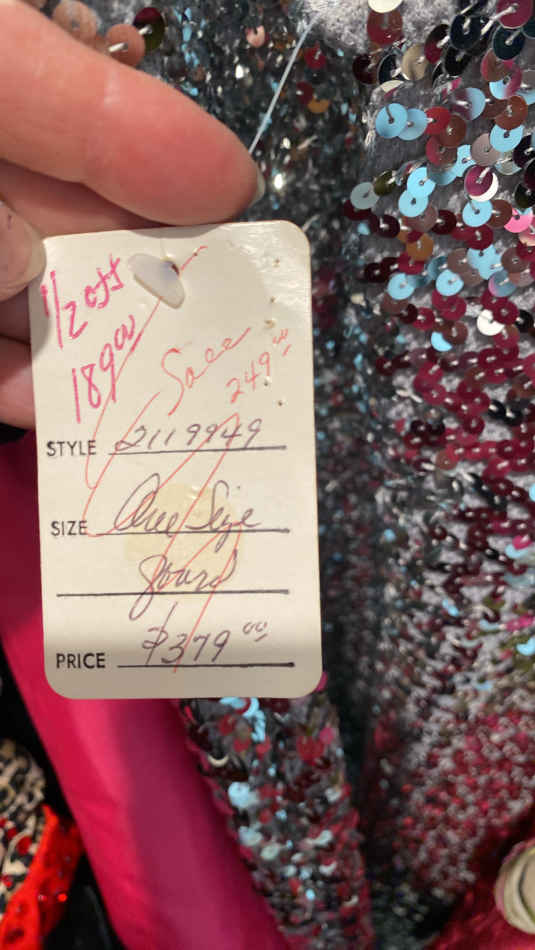 1/2 off
189.00
Sale
249.00
STYLE 2119949
SIZE One Size
PRICE $379.00